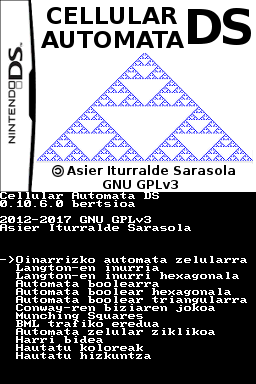 CELLULAR
AUTOMATA DS
NINTENDO DS
Asier Iturralde Sarasola
GNU GPLv3
Cellular Automata DS
0.10.6.0 bertsioa
2012-2017 GNU GPLv3
Asier Iturralde Sarasola
->Oinarrizko automata zelularra
Langton-en inurria
Langton-en inurri hexagonala
Automata boolearra
Automata boolear hexagonala
Automata boolear triangularra
Conway-ren biziaren jokoa
Munching Squares
BML trafiko eredua
Automata zelular ziklikoa
Harri bidea
Hautatu koloreak
Hautatu hizkuntza